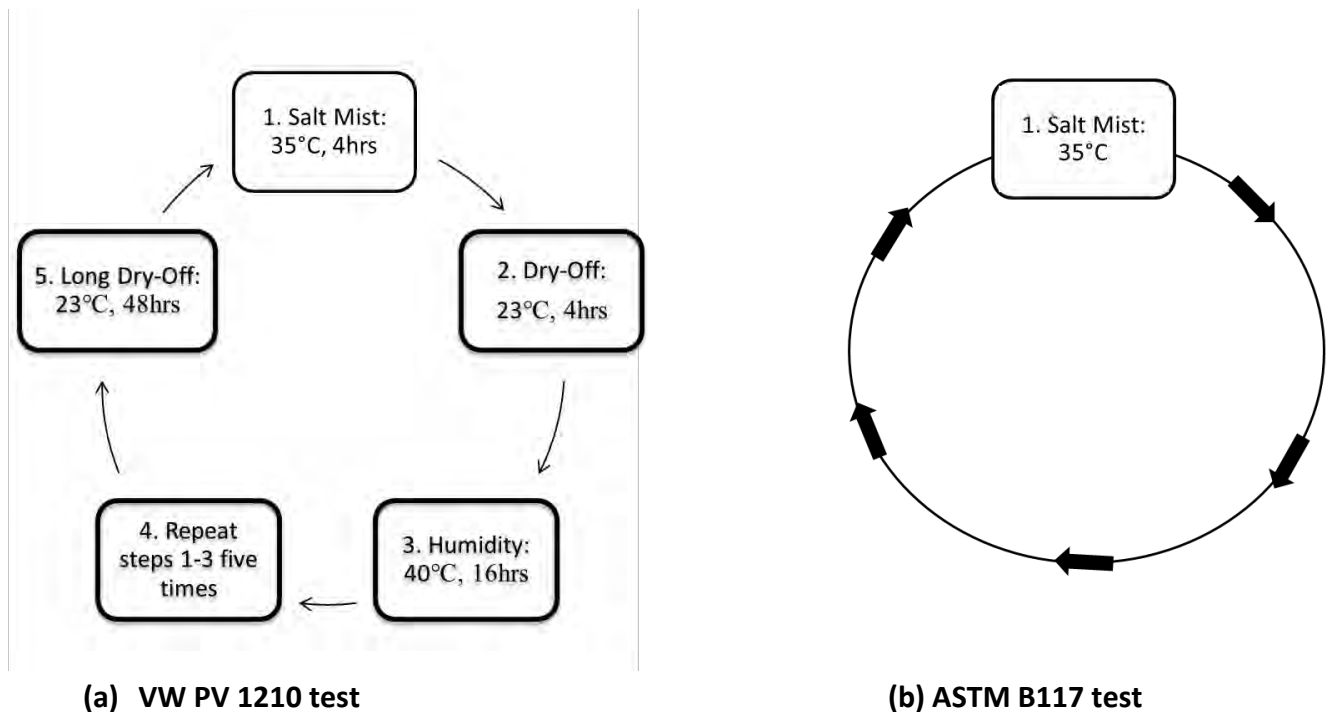 1. Salt Mist:
35°C, 4hrs
2. Dry-Off:
23°C, 4hrs
3. Humidity:
40°C, 16hrs
4. Repeat
steps 1-3 five
times
5. Long Dry-Off:
23°C, 48hrs
(a) VW PV 1210 test
1. Salt Mist:
35°C
(b) ASTM B117 test